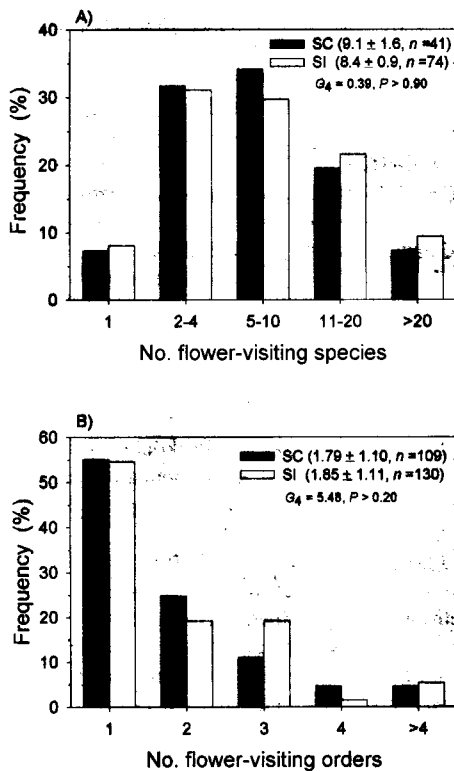 A)
SC (9.1 ± 1.6, n =41)
SI (8.4 ± 0.9, n =74)
G4 = 0.39, P > 0.90
40
30
20
10
0
Frequency (%)
1 2-4 5-10 11-20 >20
No. flower-visiting species
B)
SC (1.79 ± 1.10, n =109)
SI (1.85 ± 1.11, n =130)
G4 = 5.48, P > 0.20
60
50
40
30
20
10
0
Frequency (%)
1 2 3 4 >4
No. flower-visiting orders